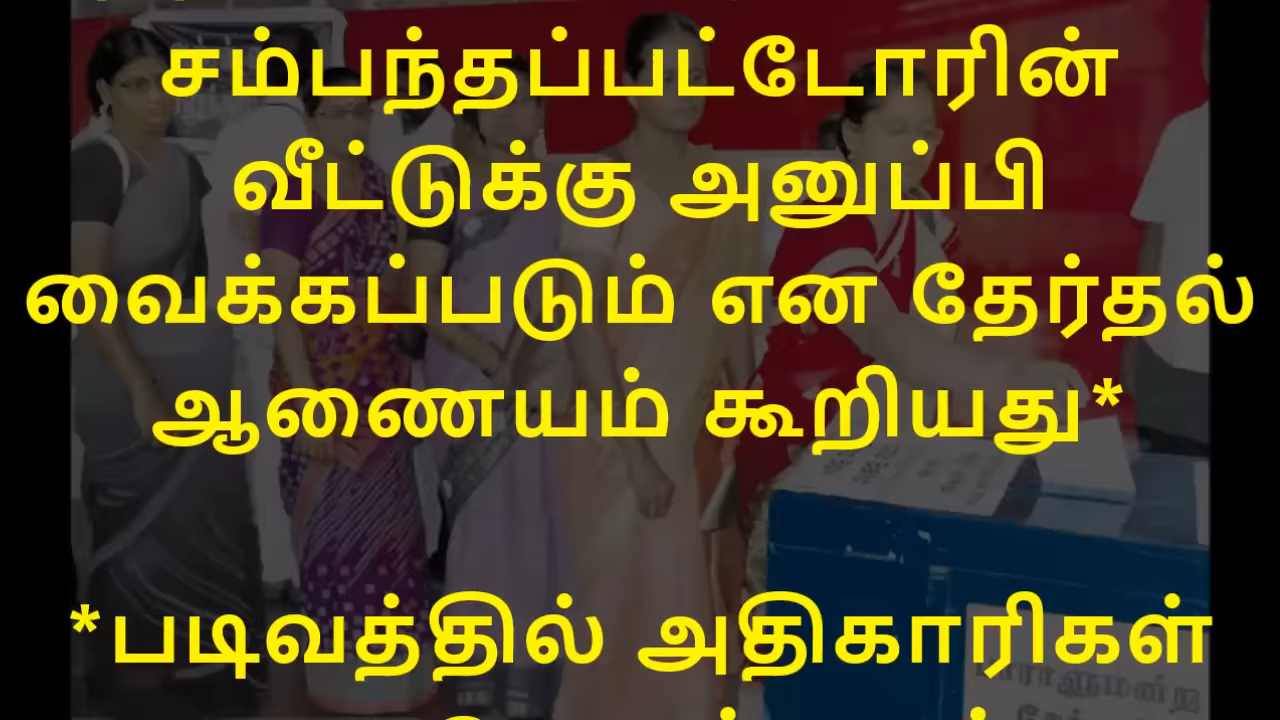 சம்பந்தப்பட்டோரின்
வீட்டுக்கு அனுப்பி
வைக்கப்படும் என தேர்தல்
ஆணையம் கூறியது*
*படிவத்தில் அதிகாரிகள்